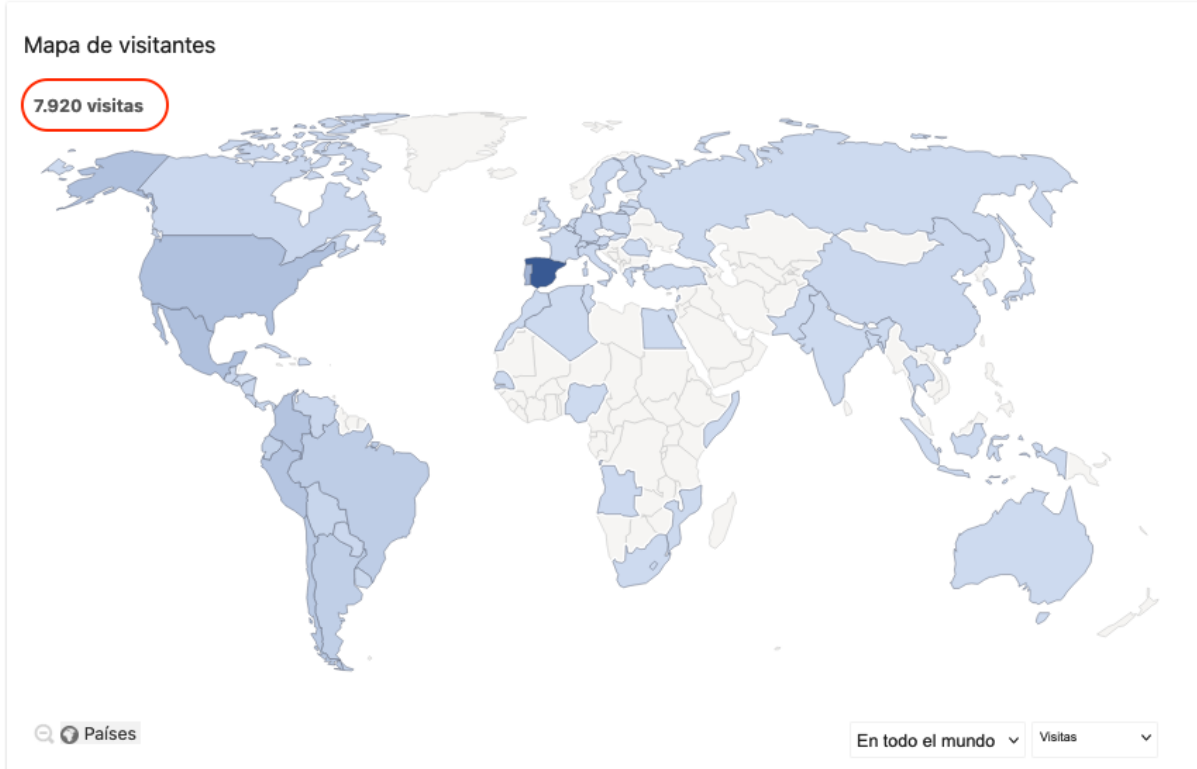 Mapa de visitantes
7.920 visitas
Países
En todo el mundo
Visitas